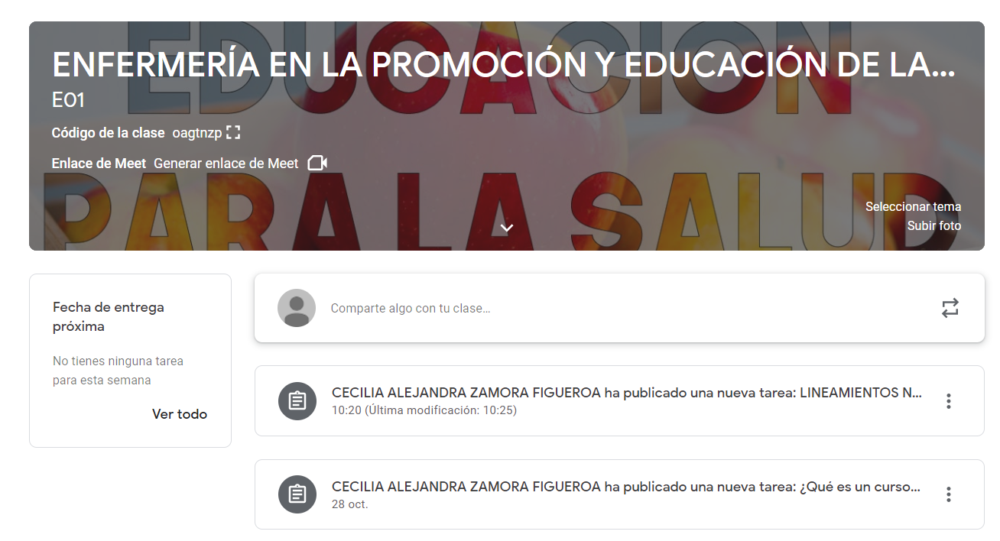 EDUCACIÓN
ENFERMERÍA EN LA PROMOCIÓN Y EDUCACIÓN DE LA...
E01
Código de la clase oagtnzp
Enlace de Meet Generar enlace de Meet
PARA LA SALUD
Seleccionar tema
Subir foto
Fecha de entrega
próxima
No tienes ninguna tarea
para esta semana
Ver todo
Comparte algo con tu clase...
CECILIA ALEJANDRA ZAMORA FIGUEROA ha publicado una nueva tarea: LINEAMIENTOS N...
10:20 (Última modificación: 10:25)
CECILIA ALEJANDRA ZAMORA FIGUEROA ha publicado una nueva tarea: ¿Qué es un curso...
28 oct.